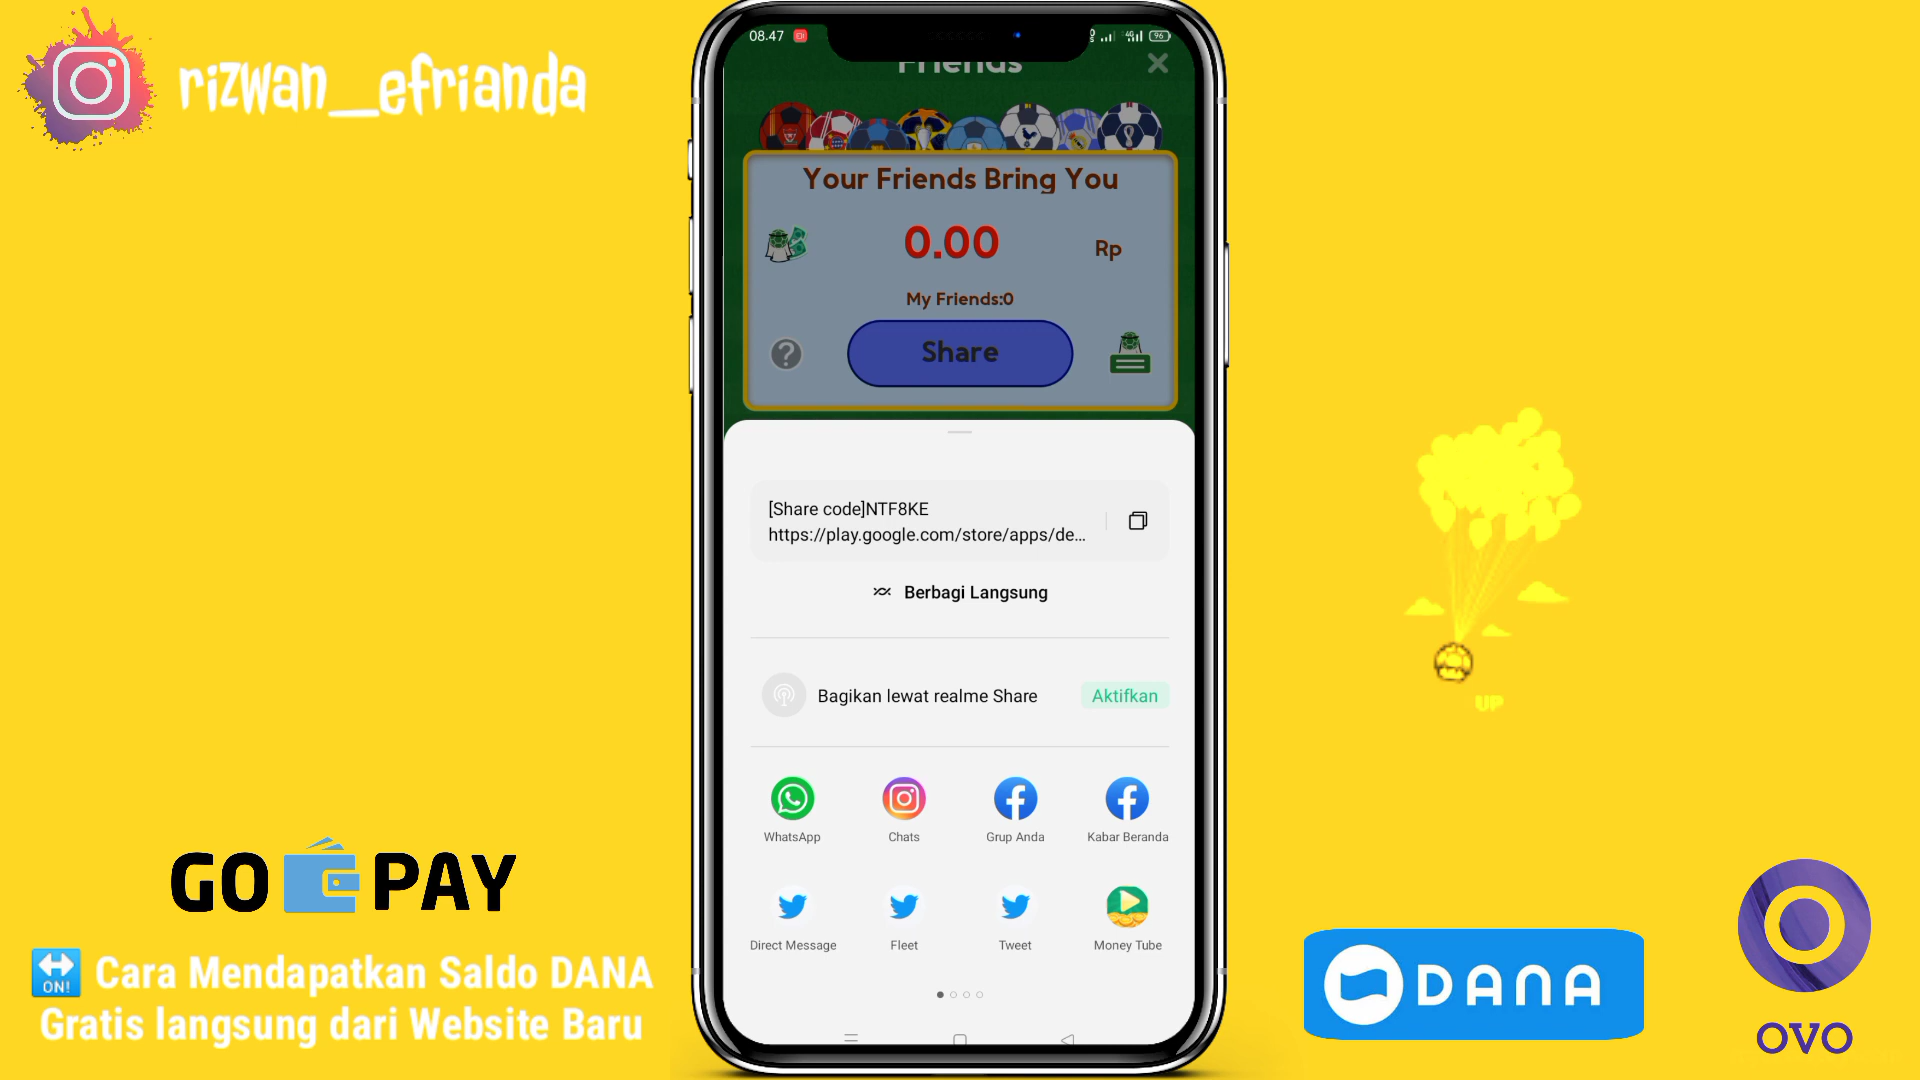 rizwan__efrianda
08.47
96
Friends
Your Friends Bring You
0.00
Rp
My Friends:0
?
Share
[Share code]NTF8KE
https://play.google.com/store/apps/de...
Berbagi Langsung
Bagikan lewat realme Share
Aktifkan
WhatsApp
Chats
Grup Anda
Kabar Beranda
Direct Message
Fleet
Tweet
Money Tube
GO PAY
ON!
Cara Mendapatkan Saldo DANA
Gratis langsung dari Website Baru
UP
DANA
OVO